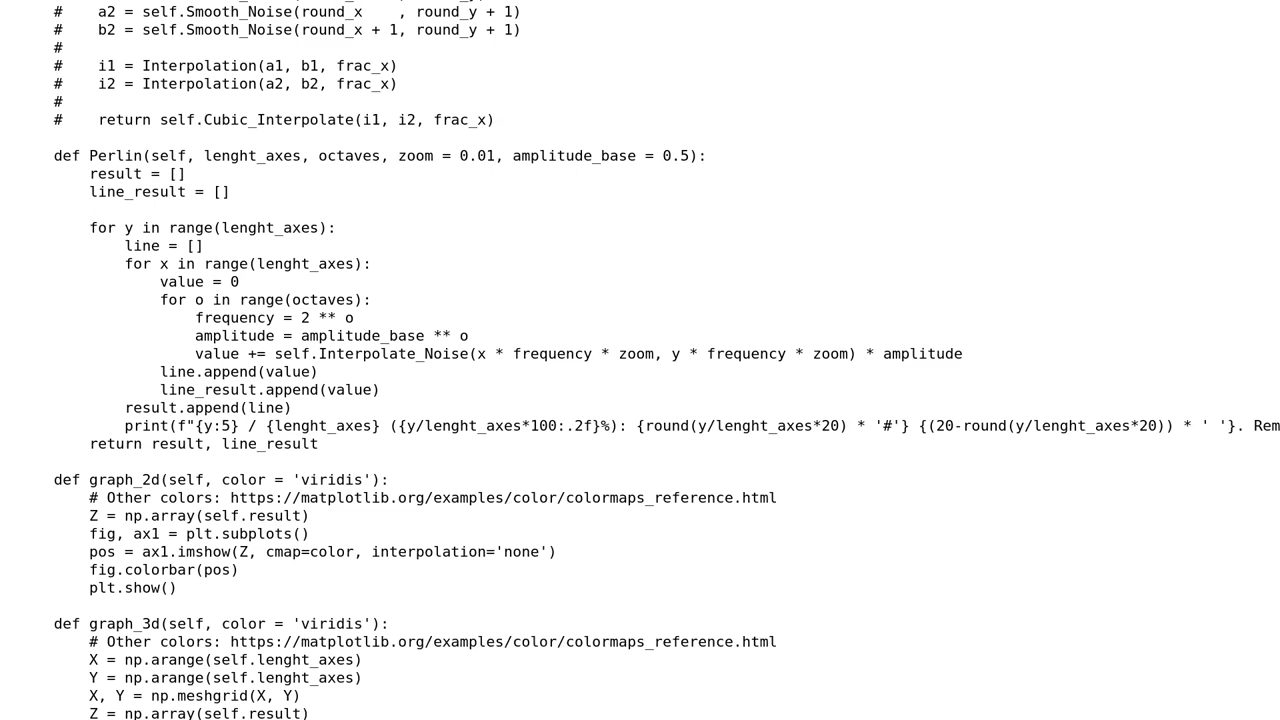 #    a2 = self.Smooth_Noise(round_x    , round_y + 1)
#    b2 = self.Smooth_Noise(round_x + 1, round_y + 1)
#
#    i1 = Interpolation(a1, b1, frac_x)
#    i2 = Interpolation(a2, b2, frac_x)
#
#    return self.Cubic_Interpolate(i1, i2, frac_x)

def Perlin(self, lenght_axes, octaves, zoom = 0.01, amplitude_base = 0.5):
    result = []
    line_result = []

    for y in range(lenght_axes):
        line = []
        for x in range(lenght_axes):
            value = 0
            for o in range(octaves):
                frequency = 2 ** o
                amplitude = amplitude_base ** o
                value += self.Interpolate_Noise(x * frequency * zoom, y * frequency * zoom) * amplitude
            line.append(value)
            line_result.append(value)
        result.append(line)
        print(f"{y:5} / {lenght_axes} ({y/lenght_axes*100:.2f}%): {round(y/lenght_axes*20) * '#'} {(20-round(y/lenght_axes*20)) * ' '}. Rem
    return result, line_result

def graph_2d(self, color = 'viridis'):
    # Other colors: https://matplotlib.org/examples/color/colormaps_reference.html
    Z = np.array(self.result)
    fig, ax1 = plt.subplots()
    pos = ax1.imshow(Z, cmap=color, interpolation='none')
    fig.colorbar(pos)
    plt.show()

def graph_3d(self, color = 'viridis'):
    # Other colors: https://matplotlib.org/examples/color/colormaps_reference.html
    X = np.arange(self.lenght_axes)
    Y = np.arange(self.lenght_axes)
    X, Y = np.meshgrid(X, Y)
    Z = np.array(self.result)